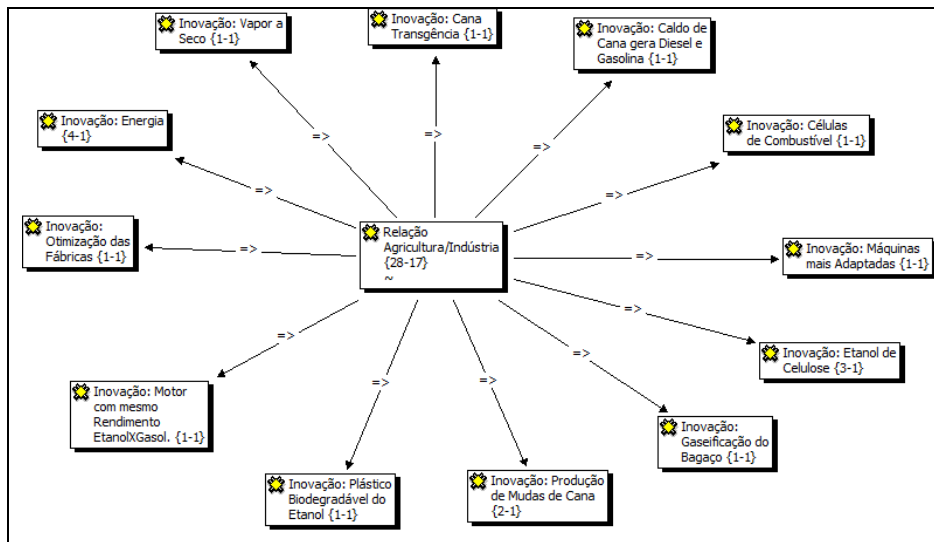 Inovação: Vapor a
Seco {1-1}
Inovação: Cana
Transgência {1-1}
Inovação: Caldo de
Cana gera Diesel e
Gasolina {1-1}
Inovação: Energia
{4-1}
Inovação: Células
de Combustível {1-1}
Inovação:
Otimização das
Fábricas {1-1}
Relação
Agricultura/Indústria
{28-17}
~
Inovação: Máquinas
mais Adaptadas {1-1}
Inovação: Etanol de
Celulose {3-1}
Inovação: Motor
com mesmo
Rendimento
EtanolXGasol. {1-1}
Inovação:
Gaseificação do
Bagaço {1-1}
Inovação: Plástico
Biodegradável do
Etanol {1-1}
Inovação: Produção
de Mudas de Cana
{2-1}
=>
=>
=>
=>
=>
=>
=>
=>
=>
=>
=>
=>